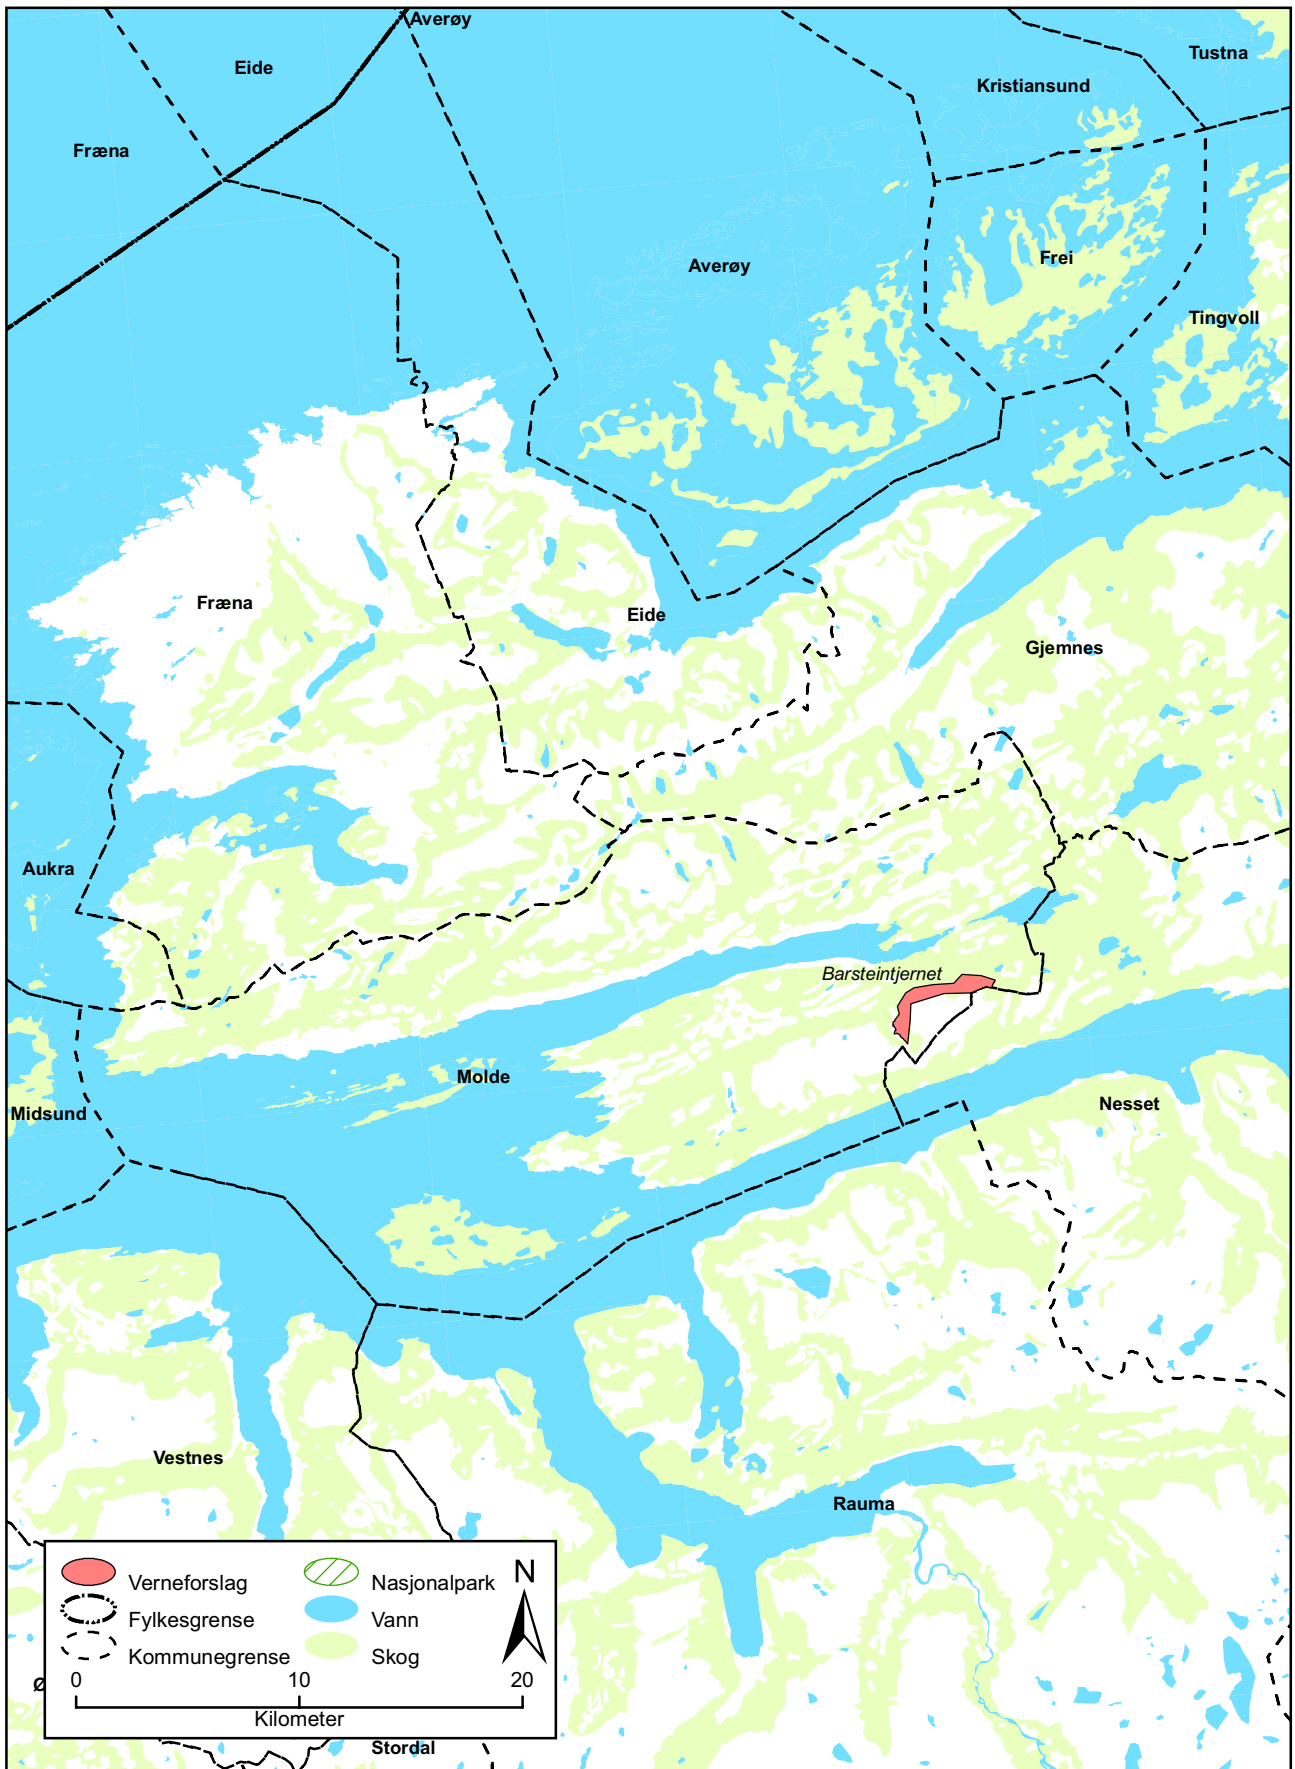 Averøy
Eide
Tustna
Kristiansund
Fræna
Averøy
Frei
Tingvoll
Fræna
Eide
Gjemnes
Aukra
Barsteintjernet
Molde
Midsund
Nesset
Vestnes
Rauma
Verneforslag
Nasjonalpark
N
Fylkesgrense
Vann
Kommunegrense
Skog
0 10 20
Kilometer
Stordal